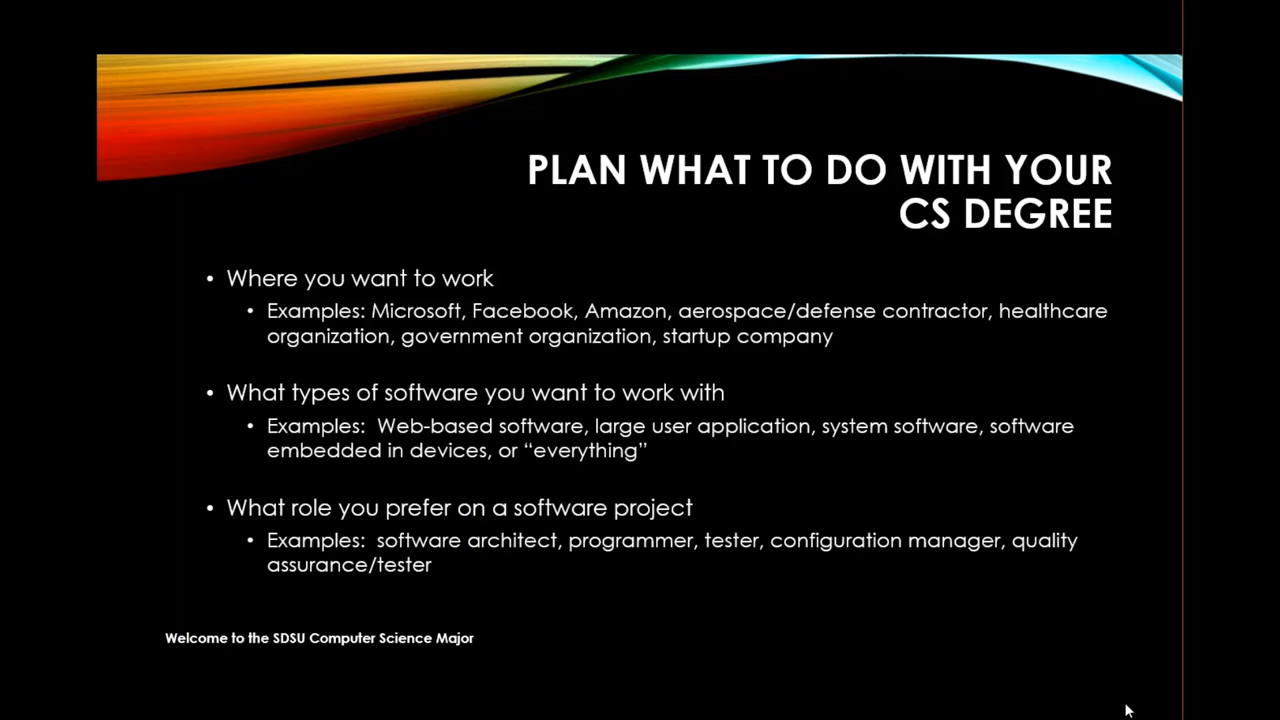 PLAN WHAT TO DO WITH YOUR
CS DEGREE
• Where you want to work
• Examples: Microsoft, Facebook, Amazon, aerospace/defense contractor, healthcare
organization, government organization, startup company
• What types of software you want to work with
• Examples:  Web-based software, large user application, system software, software
embedded in devices, or “everything”
• What role you prefer on a software project
• Examples:  software architect, programmer, tester, configuration manager, quality
assurance/tester
Welcome to the SDSU Computer Science Major